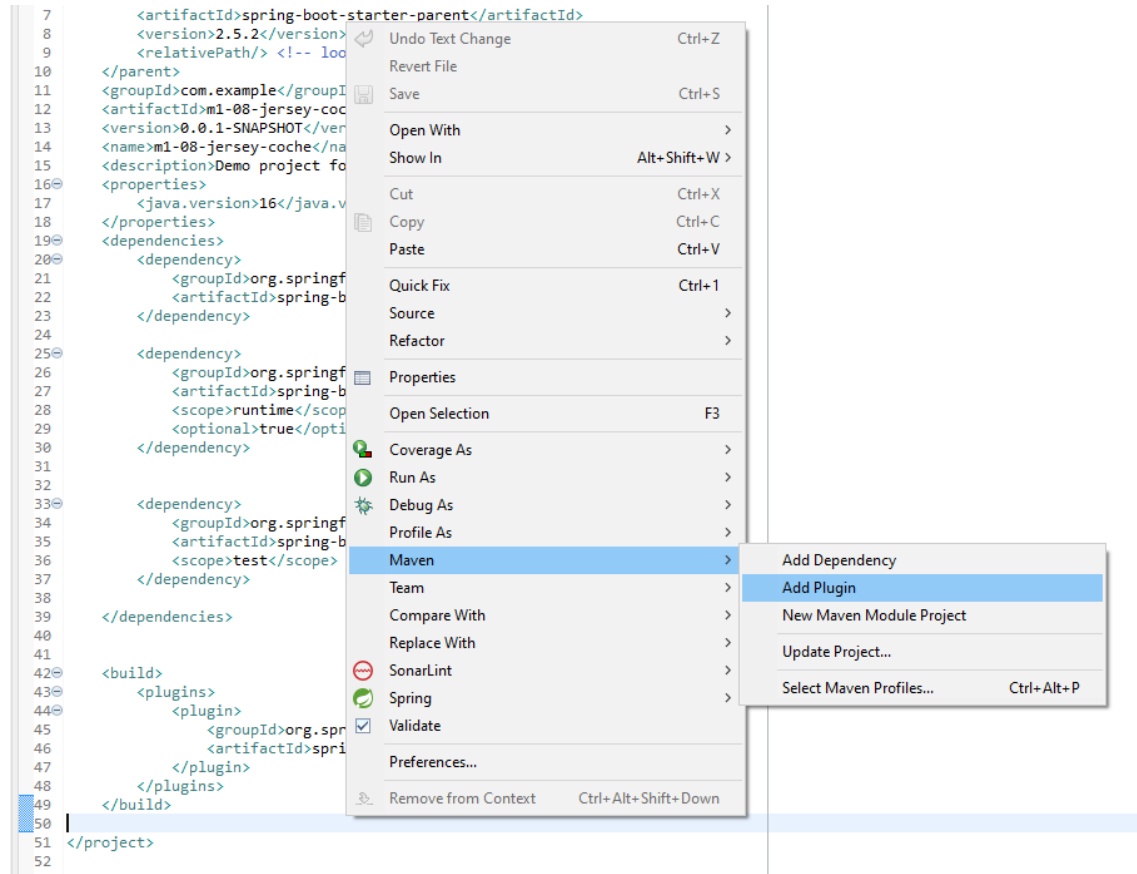 7 <artifactId>spring-boot-starter-parent</artifactId>
8 <version>2.5.2</version>
9 <relativePath/> <!-- loo
10 </parent>
11 <groupId>com.example</groupI
12 <artifactId>m1-08-jersey-coc
13 <version>0.0.1-SNAPSHOT</ver
14 <name>m1-08-jersey-coche</na
15 <description>Demo project fo
16 <properties>
17 <java.version>16</java.v
18 </properties>
19 <dependencies>
20 <dependency>
21 <groupId>org.springf
22 <artifactId>spring-b
23 </dependency>
24
25 <dependency>
26 <groupId>org.springf
27 <artifactId>spring-b
28 <scope>runtime</scop
29 <optional>true</opti
30 </dependency>
31
32
33 <dependency>
34 <groupId>org.springf
35 <artifactId>spring-b
36 <scope>test</scope>
37 </dependency>
38
39 </dependencies>
40
41
42 <build>
43 <plugins>
44 <plugin>
45 <groupId>org.spr
46 <artifactId>spri
47 </plugin>
48 </plugins>
49 </build>
50
51 </project>
52
Undo Text Change Ctrl+Z
Revert File
Save Ctrl+S
Open With >
Show In Alt+Shift+W >
Cut Ctrl+X
Copy Ctrl+C
Paste Ctrl+V
Quick Fix Ctrl+1
Source >
Refactor >
Properties
Open Selection F3
Coverage As >
Run As >
Debug As >
Profile As >
Maven >
Team >
Compare With >
Replace With >
SonarLint >
Spring >
Validate
Preferences...
Remove from Context Ctrl+Alt+Shift+Down
Add Dependency
Add Plugin
New Maven Module Project
Update Project...
Select Maven Profiles... Ctrl+Alt+P